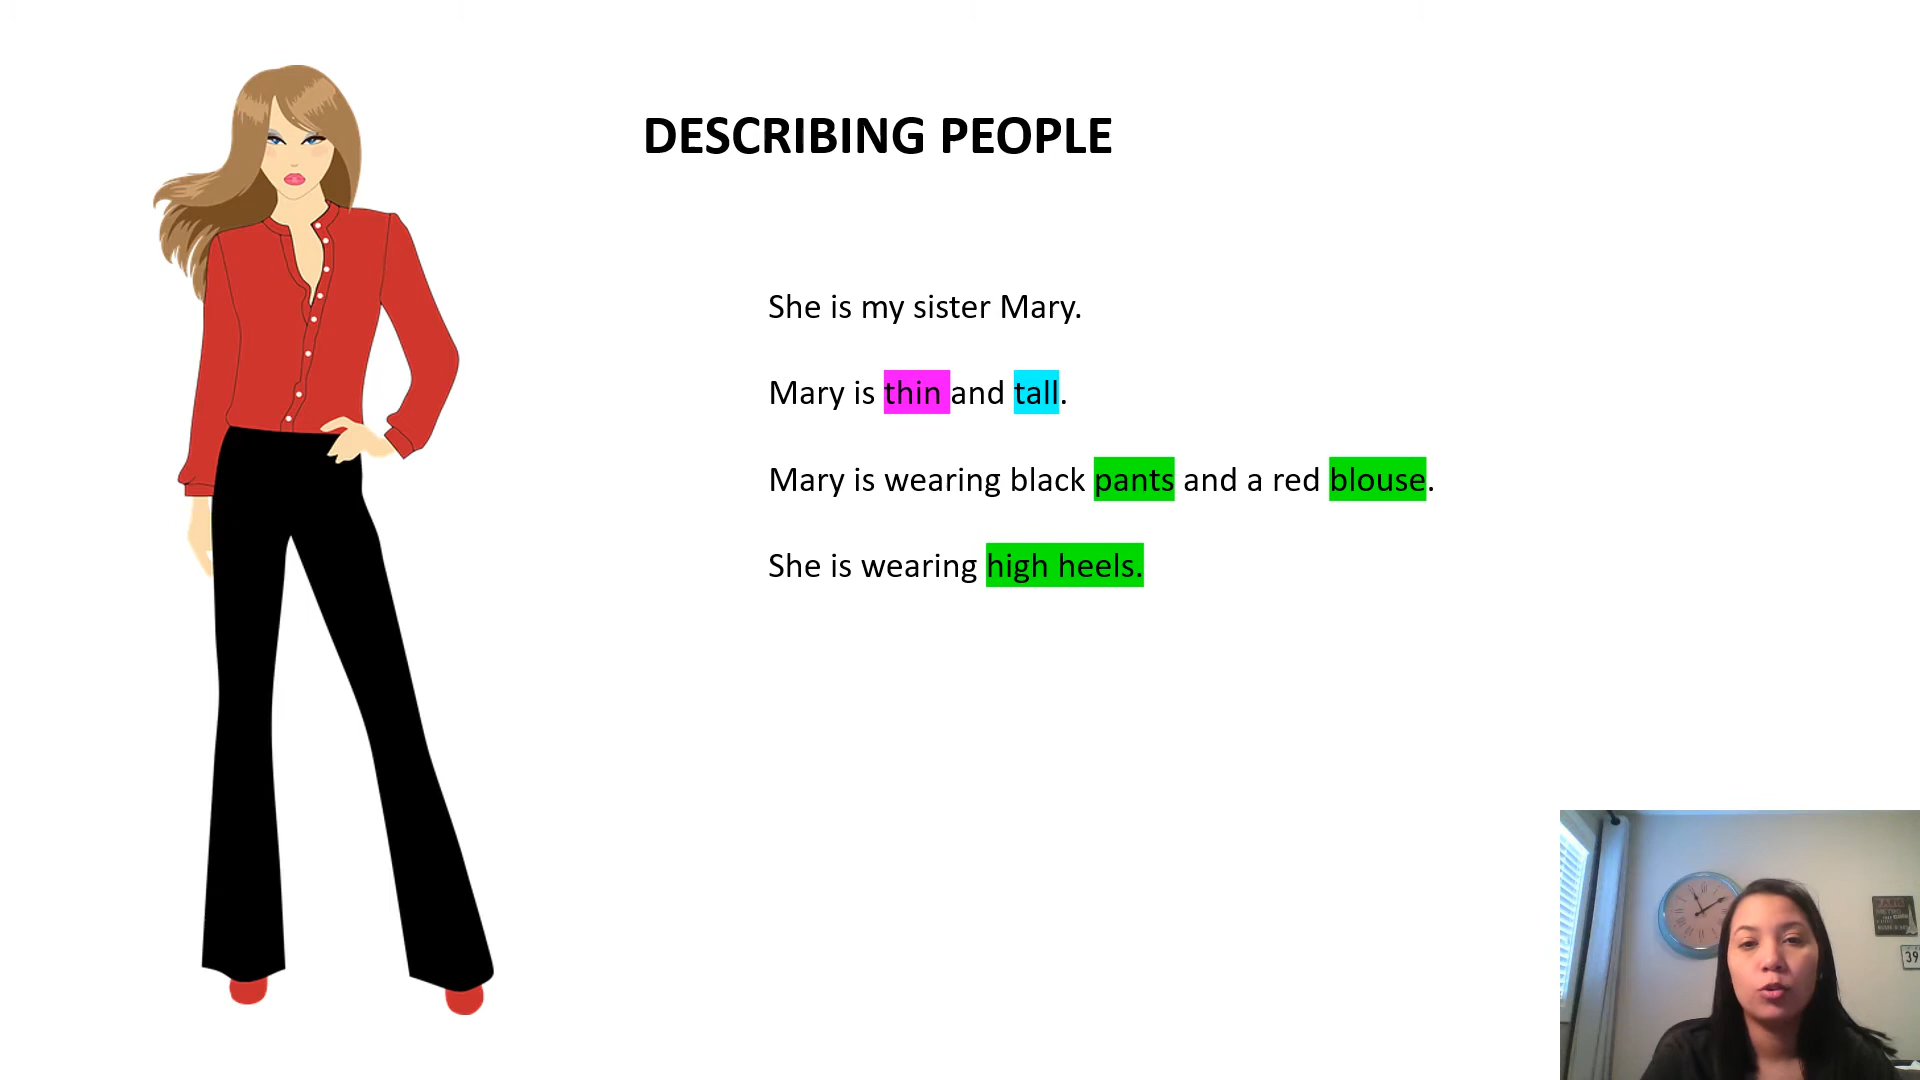 DESCRIBING PEOPLE
She is my sister Mary.
Mary is thin and tall.
Mary is wearing black pants and a red blouse.
She is wearing high heels.
39